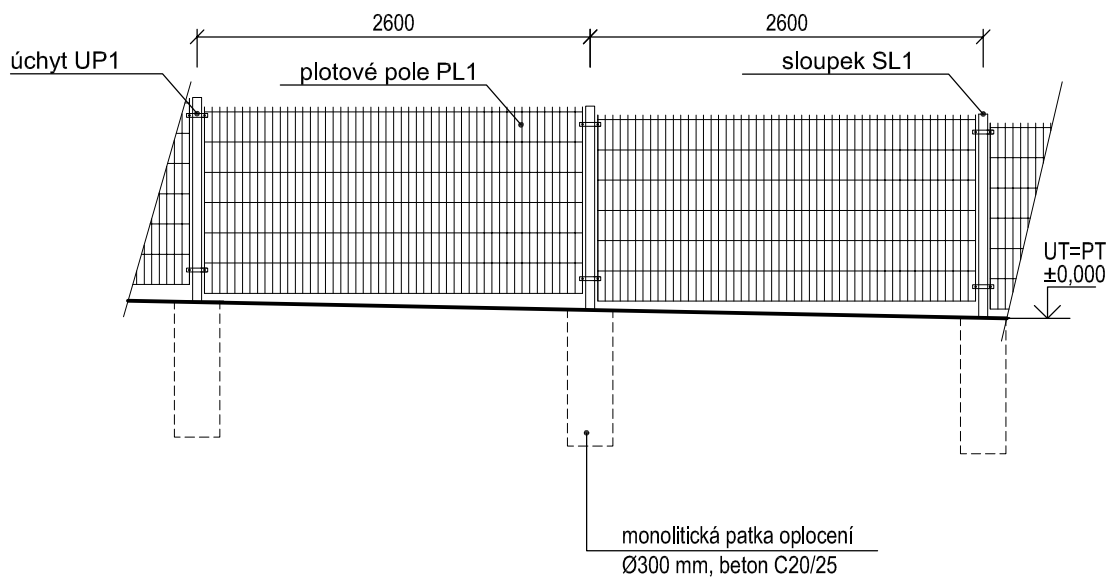 2600
2600
úchyt UP1
plotové pole PL1
sloupek SL1
UT=PT
±0,000
monolitická patka oplocení
Ø300 mm, beton C20/25